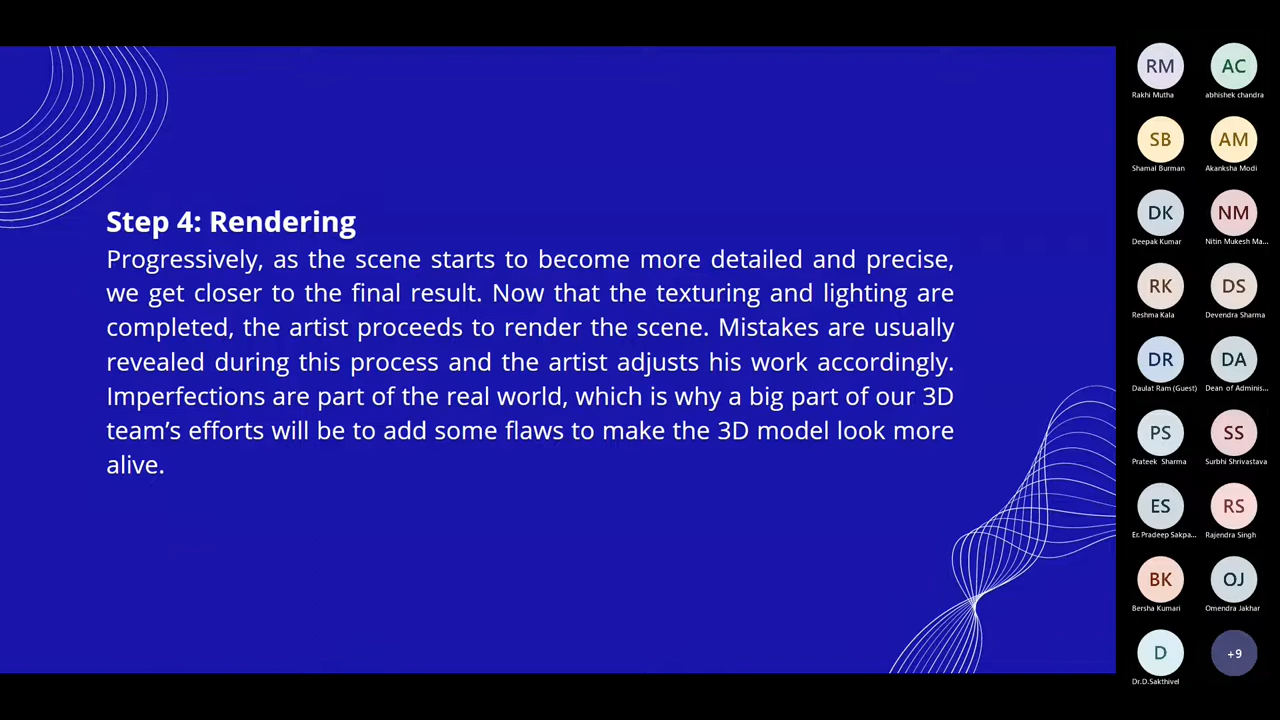 Step 4: Rendering
Progressively, as the scene starts to become more detailed and precise,
we get closer to the final result. Now that the texturing and lighting are
completed, the artist proceeds to render the scene. Mistakes are usually
revealed during this process and the artist adjusts his work accordingly.
Imperfections are part of the real world, which is why a big part of our 3D
team's efforts will be to add some flaws to make the 3D model look more
alive.
RM AC
Rakhi Mutha abhishek chandra
SB AM
Shamal Burman Akanksha Modi
DK NM
Deepak Kumar Nitin Mukesh Ma...
RK DS
Reshma Kala Devendra Sharma
DR DA
Daulat Ram (Guest) Dean of Adminis...
PS SS
Prateek Sharma Surbhi Shrivastava
ES RS
Er. Pradeep Sakpa... Rajendra Singh
BK OJ
Bersha Kumari Omendra Jakhar
D +9
Dr.D.Sakthivel